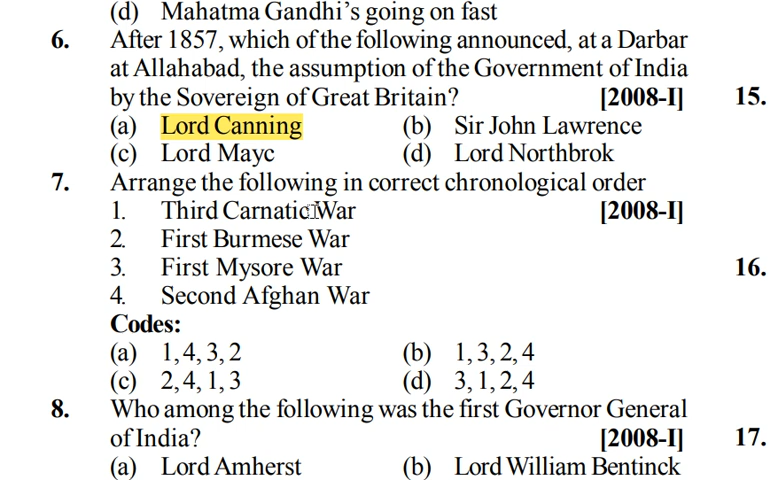 (d) Mahatma Gandhi's going on fast
6. After 1857, which of the following announced, at a Darbar
at Allahabad, the assumption of the Government of India
by the Sovereign of Great Britain? [2008-I] 15.
(a) Lord Canning (b) Sir John Lawrence
(c) Lord Mayc (d) Lord Northbrok
7. Arrange the following in correct chronological order
1. Third Carnatic War [2008-I]
2. First Burmese War
3. First Mysore War 16.
4. Second Afghan War
Codes:
(a) 1, 4, 3, 2 (b) 1, 3, 2, 4
(c) 2, 4, 1, 3 (d) 3, 1, 2, 4
8. Who among the following was the first Governor General
of India? [2008-I] 17.
(a) Lord Amherst (b) Lord William Bentinck